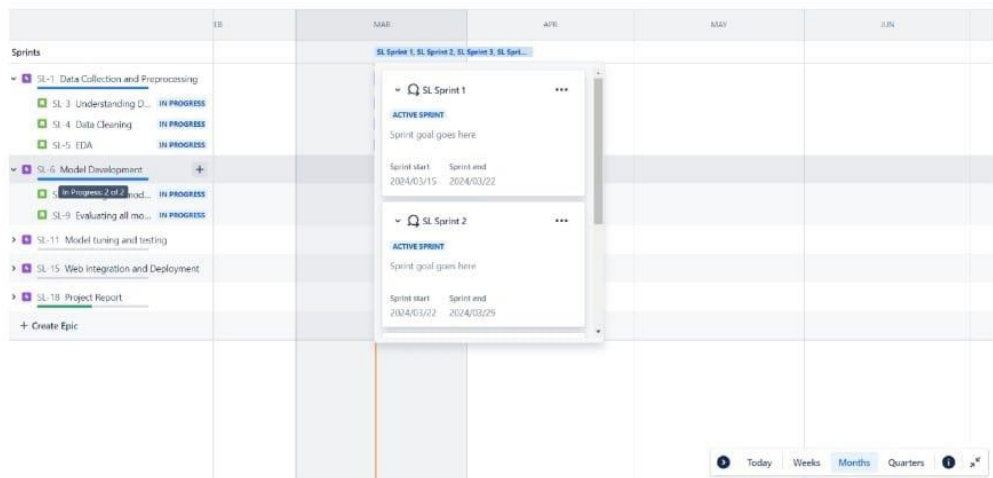 EB MAR APR MAY JUN
Sprints
SL Sprint 1, SL Sprint 2, SL Sprint 3, SL Spri...
SL-1 Data Collection and Preprocessing
SL-3 Understanding D... IN PROGRESS
SL-4 Data Cleaning IN PROGRESS
SL-5 EDA IN PROGRESS
SL-6 Model Development +
In Progress: 2 of 2
mod... IN PROGRESS
SL-9 Evaluating all mo... IN PROGRESS
SL-11 Model tuning and testing
SL-15 Web integration and Deployment
SL-18 Project Report
+ Create Epic
SL Sprint 1
ACTIVE SPRINT
Sprint goal goes here
Sprint start Sprint end
2024/03/15 2024/03/22
SL Sprint 2
ACTIVE SPRINT
Sprint goal goes here
Sprint start Sprint end
2024/03/22 2024/03/29
Today Weeks Months Quarters